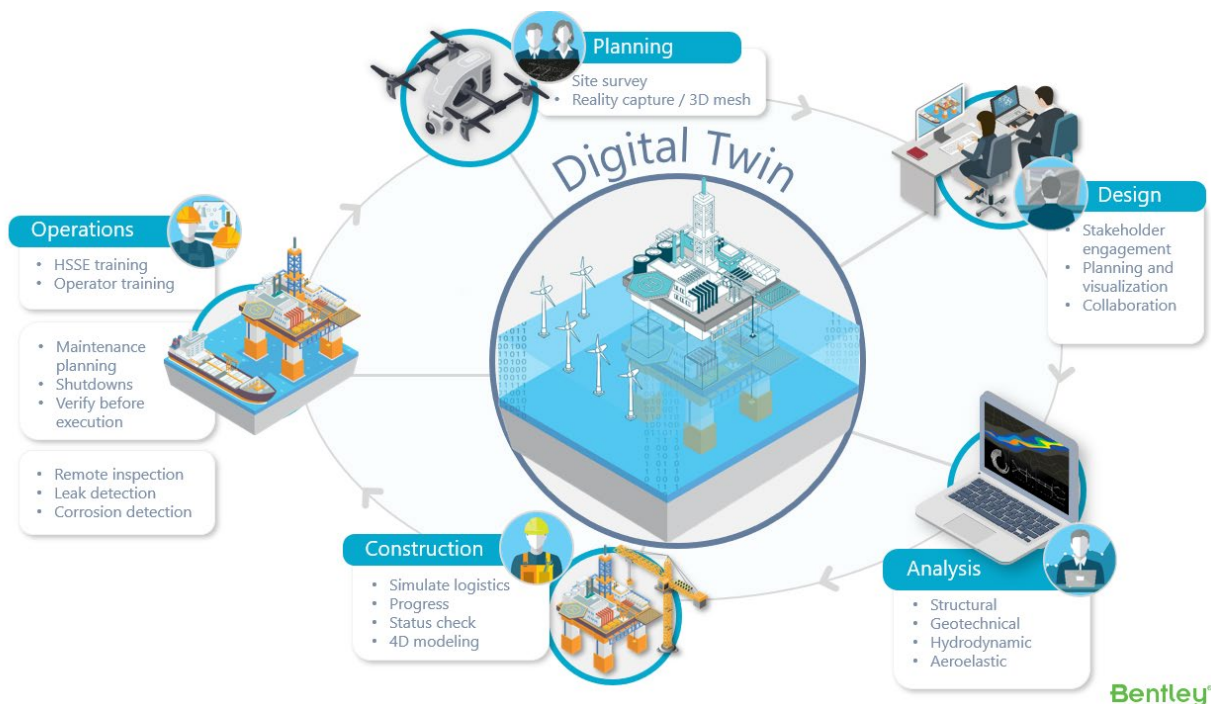 Planning
Site survey
• Reality capture / 3D mesh
Digital Twin
Design
• Stakeholder
engagement
• Planning and
visualization
• Collaboration
Operations
• HSSE training
• Operator training
• Maintenance
planning
• Shutdowns
• Verify before
execution
• Remote inspection
• Leak detection
• Corrosion detection
Construction
• Simulate logistics
• Progress
• Status check
• 4D modeling
Analysis
• Structural
• Geotechnical
• Hydrodynamic
• Aeroelastic
Bentley®